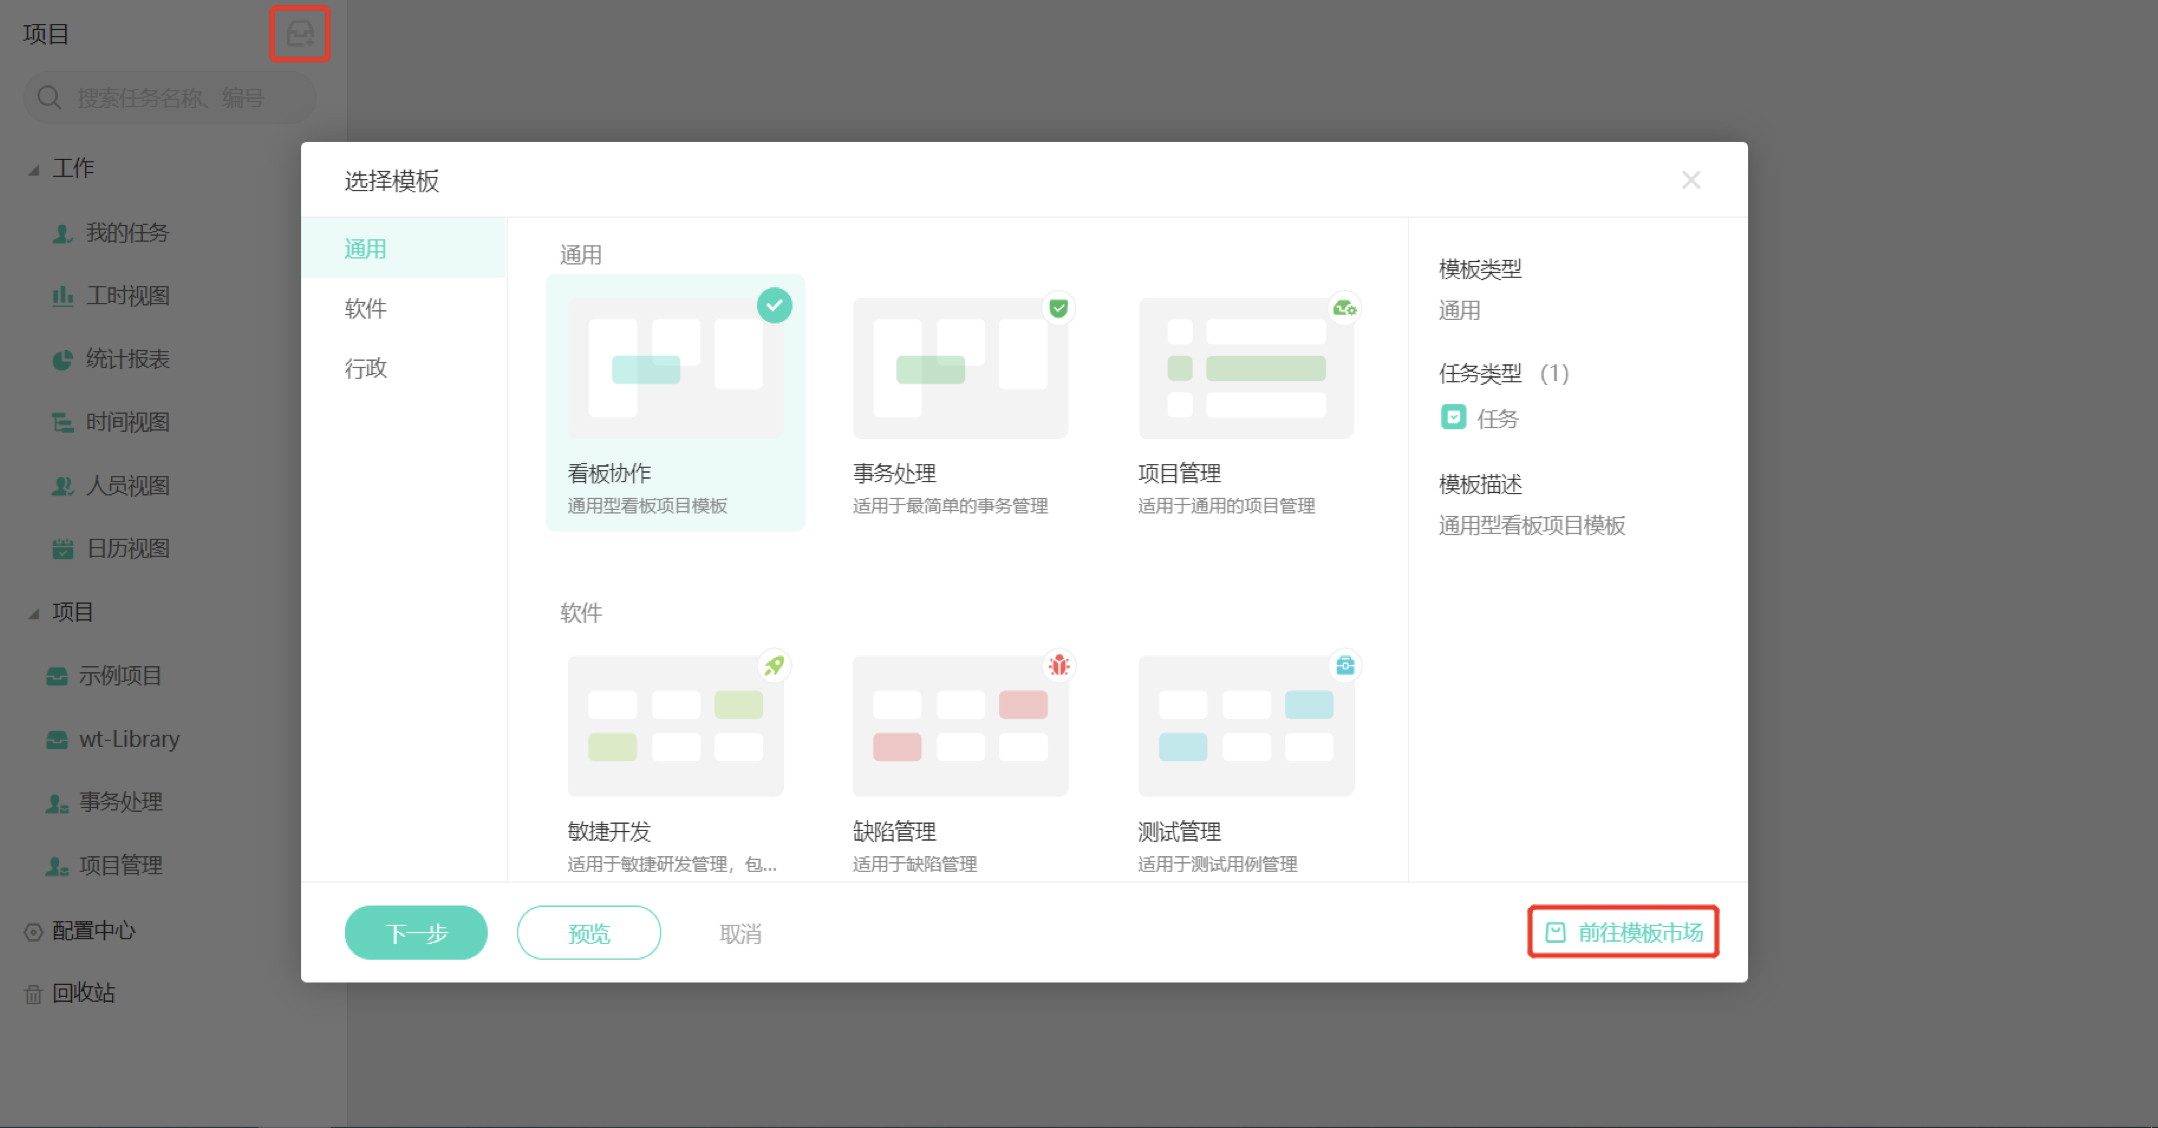 项目
搜索任务名称、编号
工作
我的任务
工时视图
统计报表
时间视图
人员视图
日历视图
项目
示例项目
wt-Library
事务处理
项目管理
配置中心
回收站
选择模板
通用
软件
行政
通用
看板协作
通用型看板项目模板
事务处理
适用于最简单的事务管理
项目管理
适用于通用的项目管理
软件
敏捷开发
适用于敏捷研发管理，包...
缺陷管理
适用于缺陷管理
测试管理
适用于测试用例管理
模板类型
通用
任务类型 （1）
任务
模板描述
通用型看板项目模板
下一步
预览
取消
前往模板市场